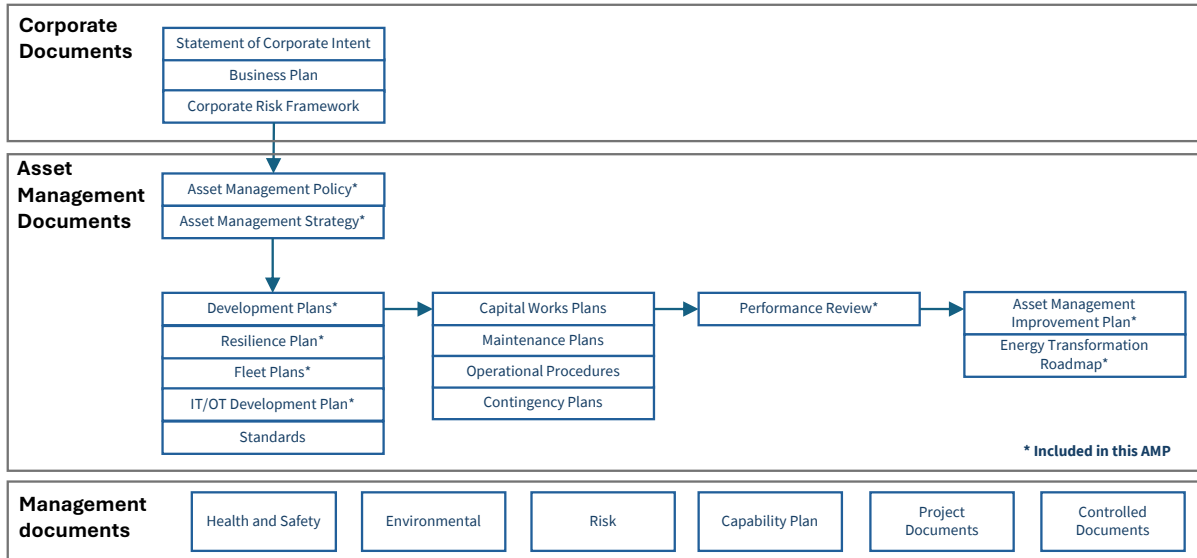 Corporate
Documents
Statement of Corporate Intent
Business Plan
Corporate Risk Framework
Asset
Management
Documents
Asset Management Policy*
Asset Management Strategy*
Development Plans*
Resilience Plan*
Fleet Plans*
IT/OT Development Plan*
Standards
Capital Works Plans
Maintenance Plans
Operational Procedures
Contingency Plans
Performance Review*
Asset Management
Improvement Plan*
Energy Transformation
Roadmap*
* Included in this AMP
Management
documents
Health and Safety
Environmental
Risk
Capability Plan
Project
Documents
Controlled
Documents